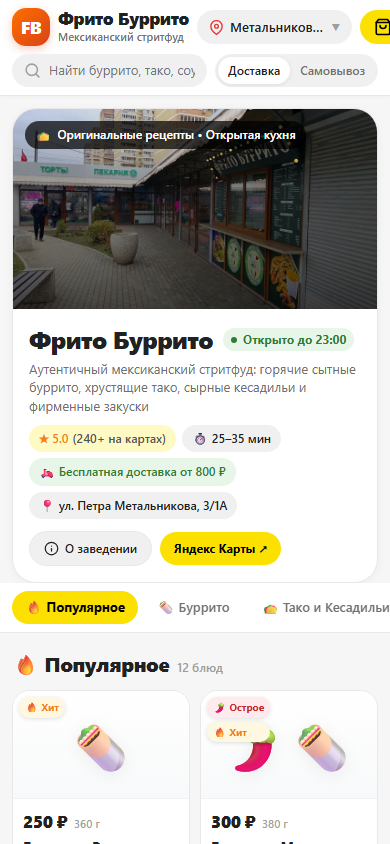 FB
Фрито Буррито
Мексиканский стритфуд
Метальников... ▼
Найти буррито, тако, соу
Доставка
Самовывоз
Оригинальные рецепты • Открытая кухня
ТОРТЫ
ПЕКАРНЯ
Фрито Буррито
Открыто до 23:00
Аутентичный мексиканский стритфуд: горячие сытные
буррито, хрустящие тако, сырные кесадильи и
фирменные закуски
★ 5.0 (240+ на картах)
25–35 мин
Бесплатная доставка от 800 ₽
ул. Петра Метальникова, 3/1А
О заведении
Яндекс Карты ↗
Популярное
Буррито
Тако и Кесадильи
Популярное
12 блюд
Хит
Острое
Хит
250 ₽ 360 г
300 ₽ 380 г